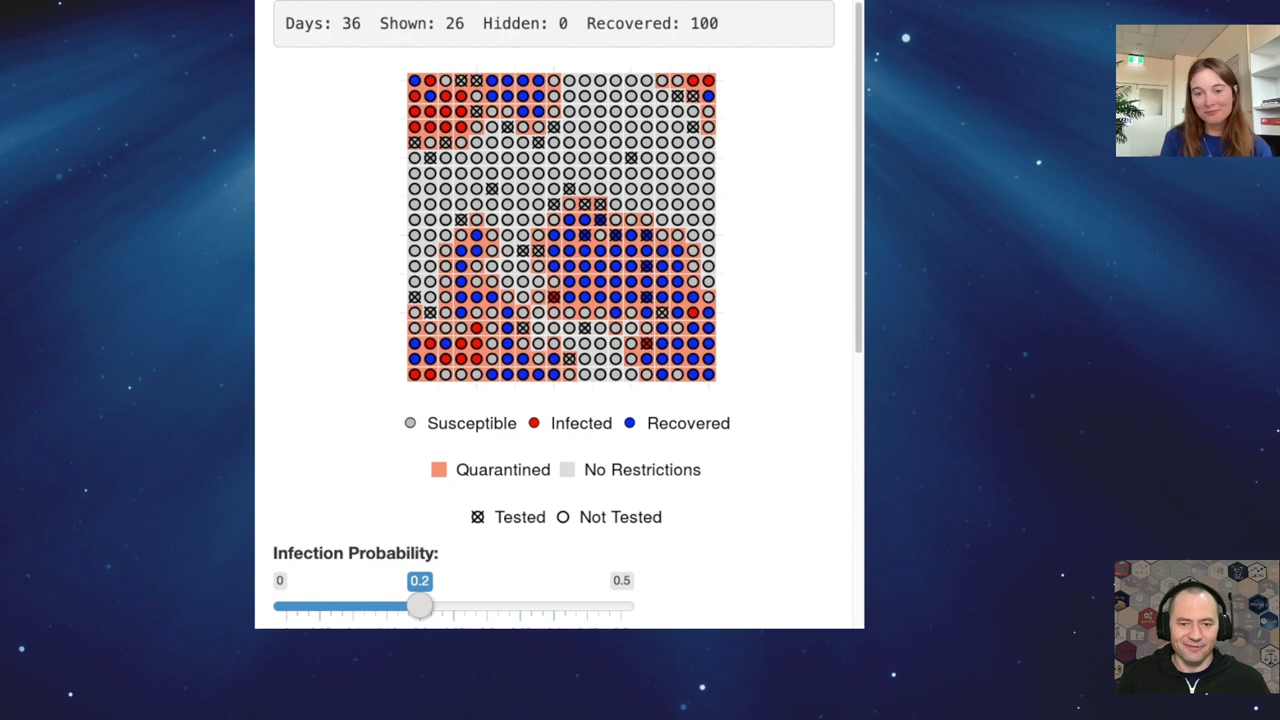 Days: 36 Shown: 26 Hidden: 0 Recovered: 100
Susceptible Infected Recovered
Quarantined No Restrictions
Tested Not Tested
Infection Probability:
0 0.2 0.5